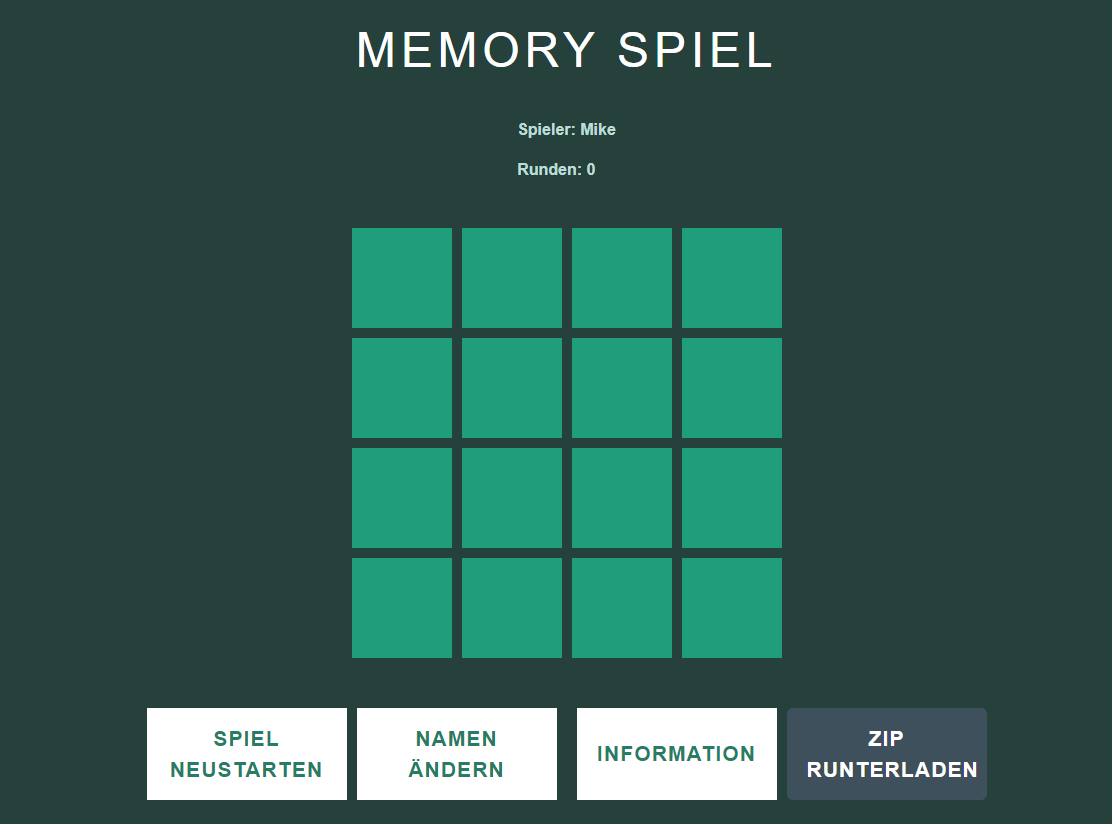 MEMORY SPIEL
Spieler: Mike
Runden: 0
SPIEL
NEUSTARTEN
NAMEN
ÄNDERN
INFORMATION
ZIP
RUNTERLADEN